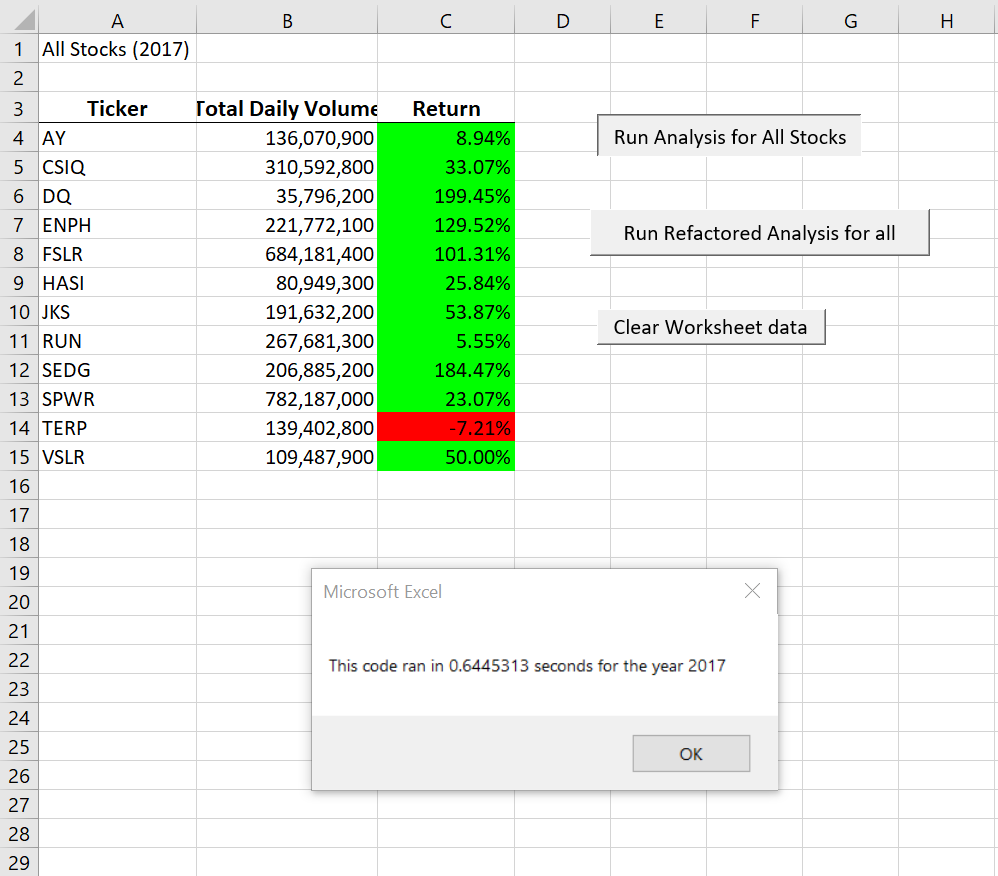 A B C D E F G H
1 All Stocks (2017)
2
3 Ticker Total Daily Volume Return
4 AY 136,070,900 8.94% Run Analysis for All Stocks
5 CSIQ 310,592,800 33.07%
6 DQ 35,796,200 199.45%
7 ENPH 221,772,100 129.52% Run Refactored Analysis for all
8 FSLR 684,181,400 101.31%
9 HASI 80,949,300 25.84%
10 JKS 191,632,200 53.87% Clear Worksheet data
11 RUN 267,681,300 5.55%
12 SEDG 206,885,200 184.47%
13 SPWR 782,187,000 23.07%
14 TERP 139,402,800 -7.21%
15 VSLR 109,487,900 50.00%
16
17
18
19
20 Microsoft Excel
21
22
23 This code ran in 0.6445313 seconds for the year 2017
24
25
26 OK
27
28
29